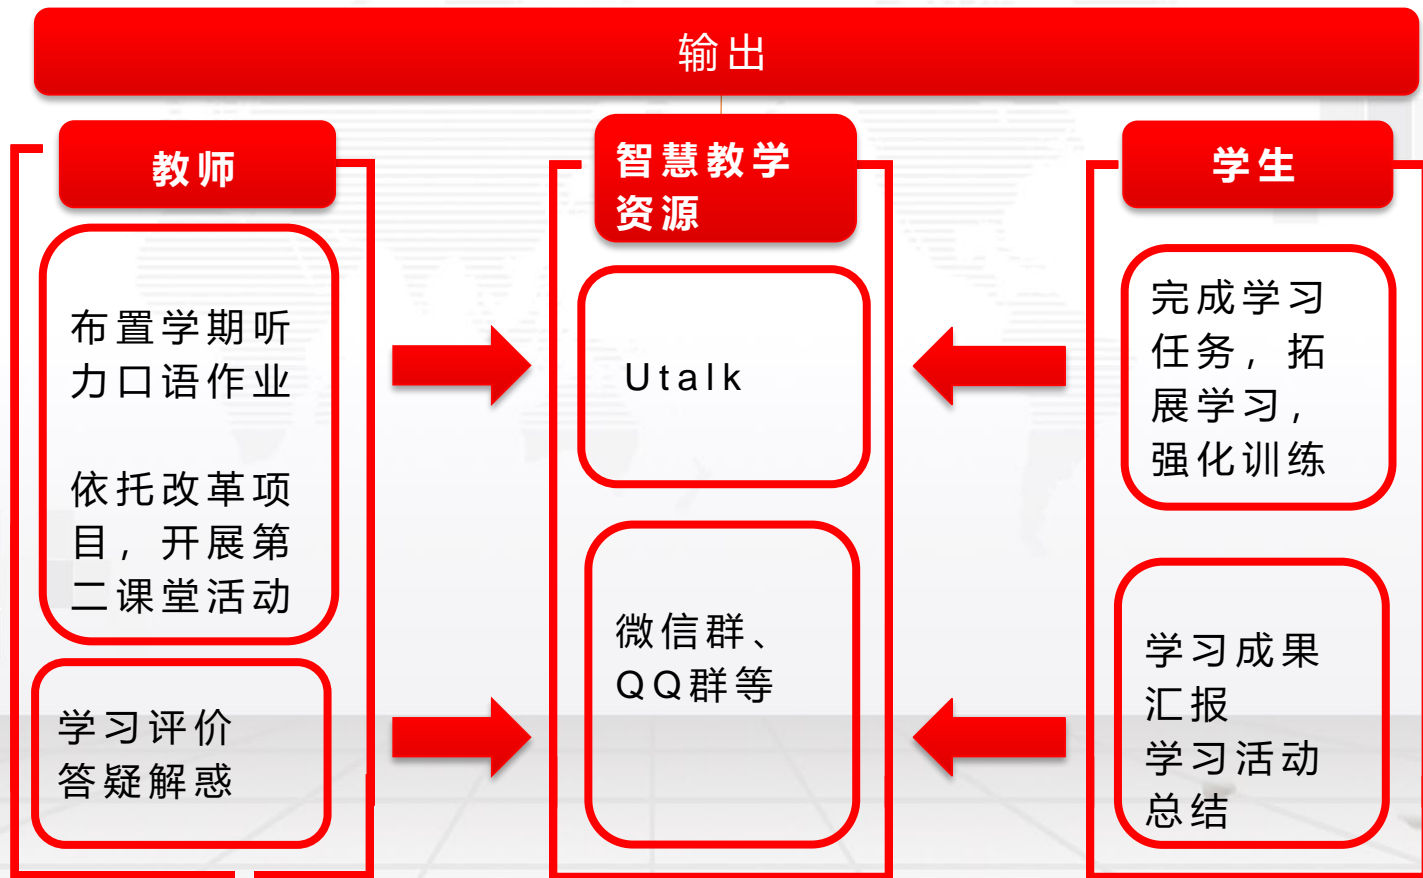 输出
教师
布置学期听
力口语作业
依托改革项
目，开展第
二课堂活动
学习评价
答疑解惑
智慧教学
资源
Utalk
微信群、
QQ群等
学生
完成学习
任务，拓
展学习，
强化训练
学习成果
汇报
学习活动
总结